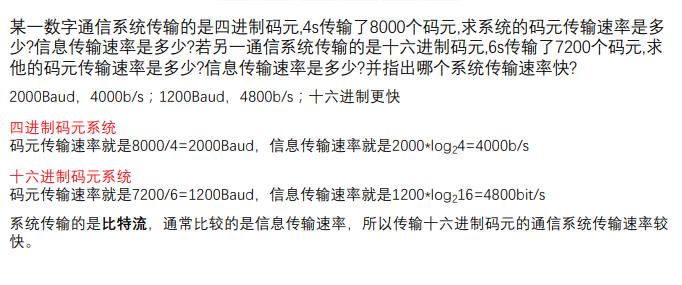 某一数字通信系统传输的是四进制码元,4s传输了8000个码元,求系统的码元传输速率是多
少?信息传输速率是多少?若另一通信系统传输的是十六进制码元,6s传输了7200个码元,求
他的码元传输速率是多少?信息传输速率是多少?并指出哪个系统传输速率快?
2000Baud，4000b/s；1200Baud，4800b/s；十六进制更快
四进制码元系统
码元传输速率就是8000/4=2000Baud，信息传输速率就是2000*log₂4=4000b/s
十六进制码元系统
码元传输速率就是7200/6=1200Baud，信息传输速率就是1200*log₂16=4800bit/s
系统传输的是比特流，通常比较的是信息传输速率，所以传输十六进制码元的通信系统传输速率较
快。